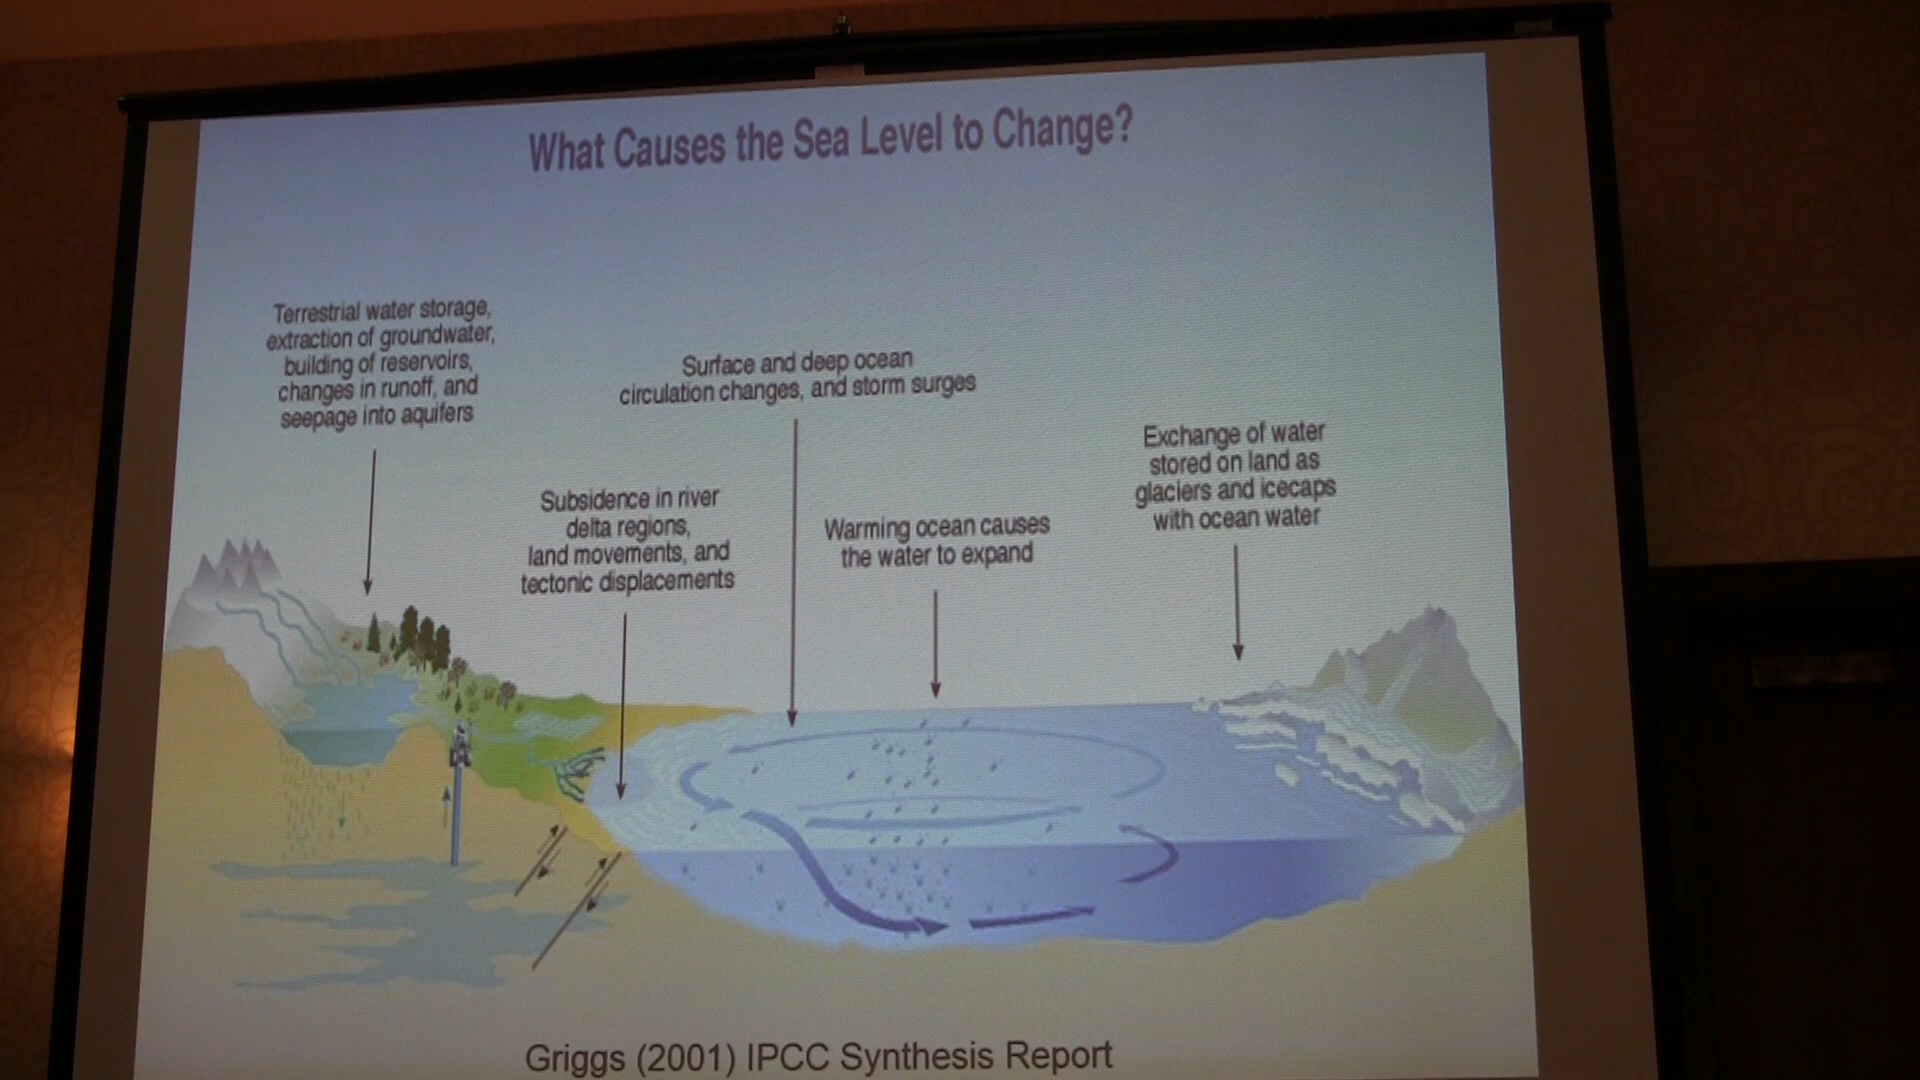 What Causes the Sea Level to Change?
Terrestrial water storage,
extraction of groundwater,
building of reservoirs,
changes in runoff, and
seepage into aquifers
Surface and deep ocean
circulation changes, and storm surges
Subsidence in river
delta regions,
land movements, and
tectonic displacements
Warming ocean causes
the water to expand
Exchange of water
stored on land as
glaciers and icecaps
with ocean water
Griggs (2001) IPCC Synthesis Report